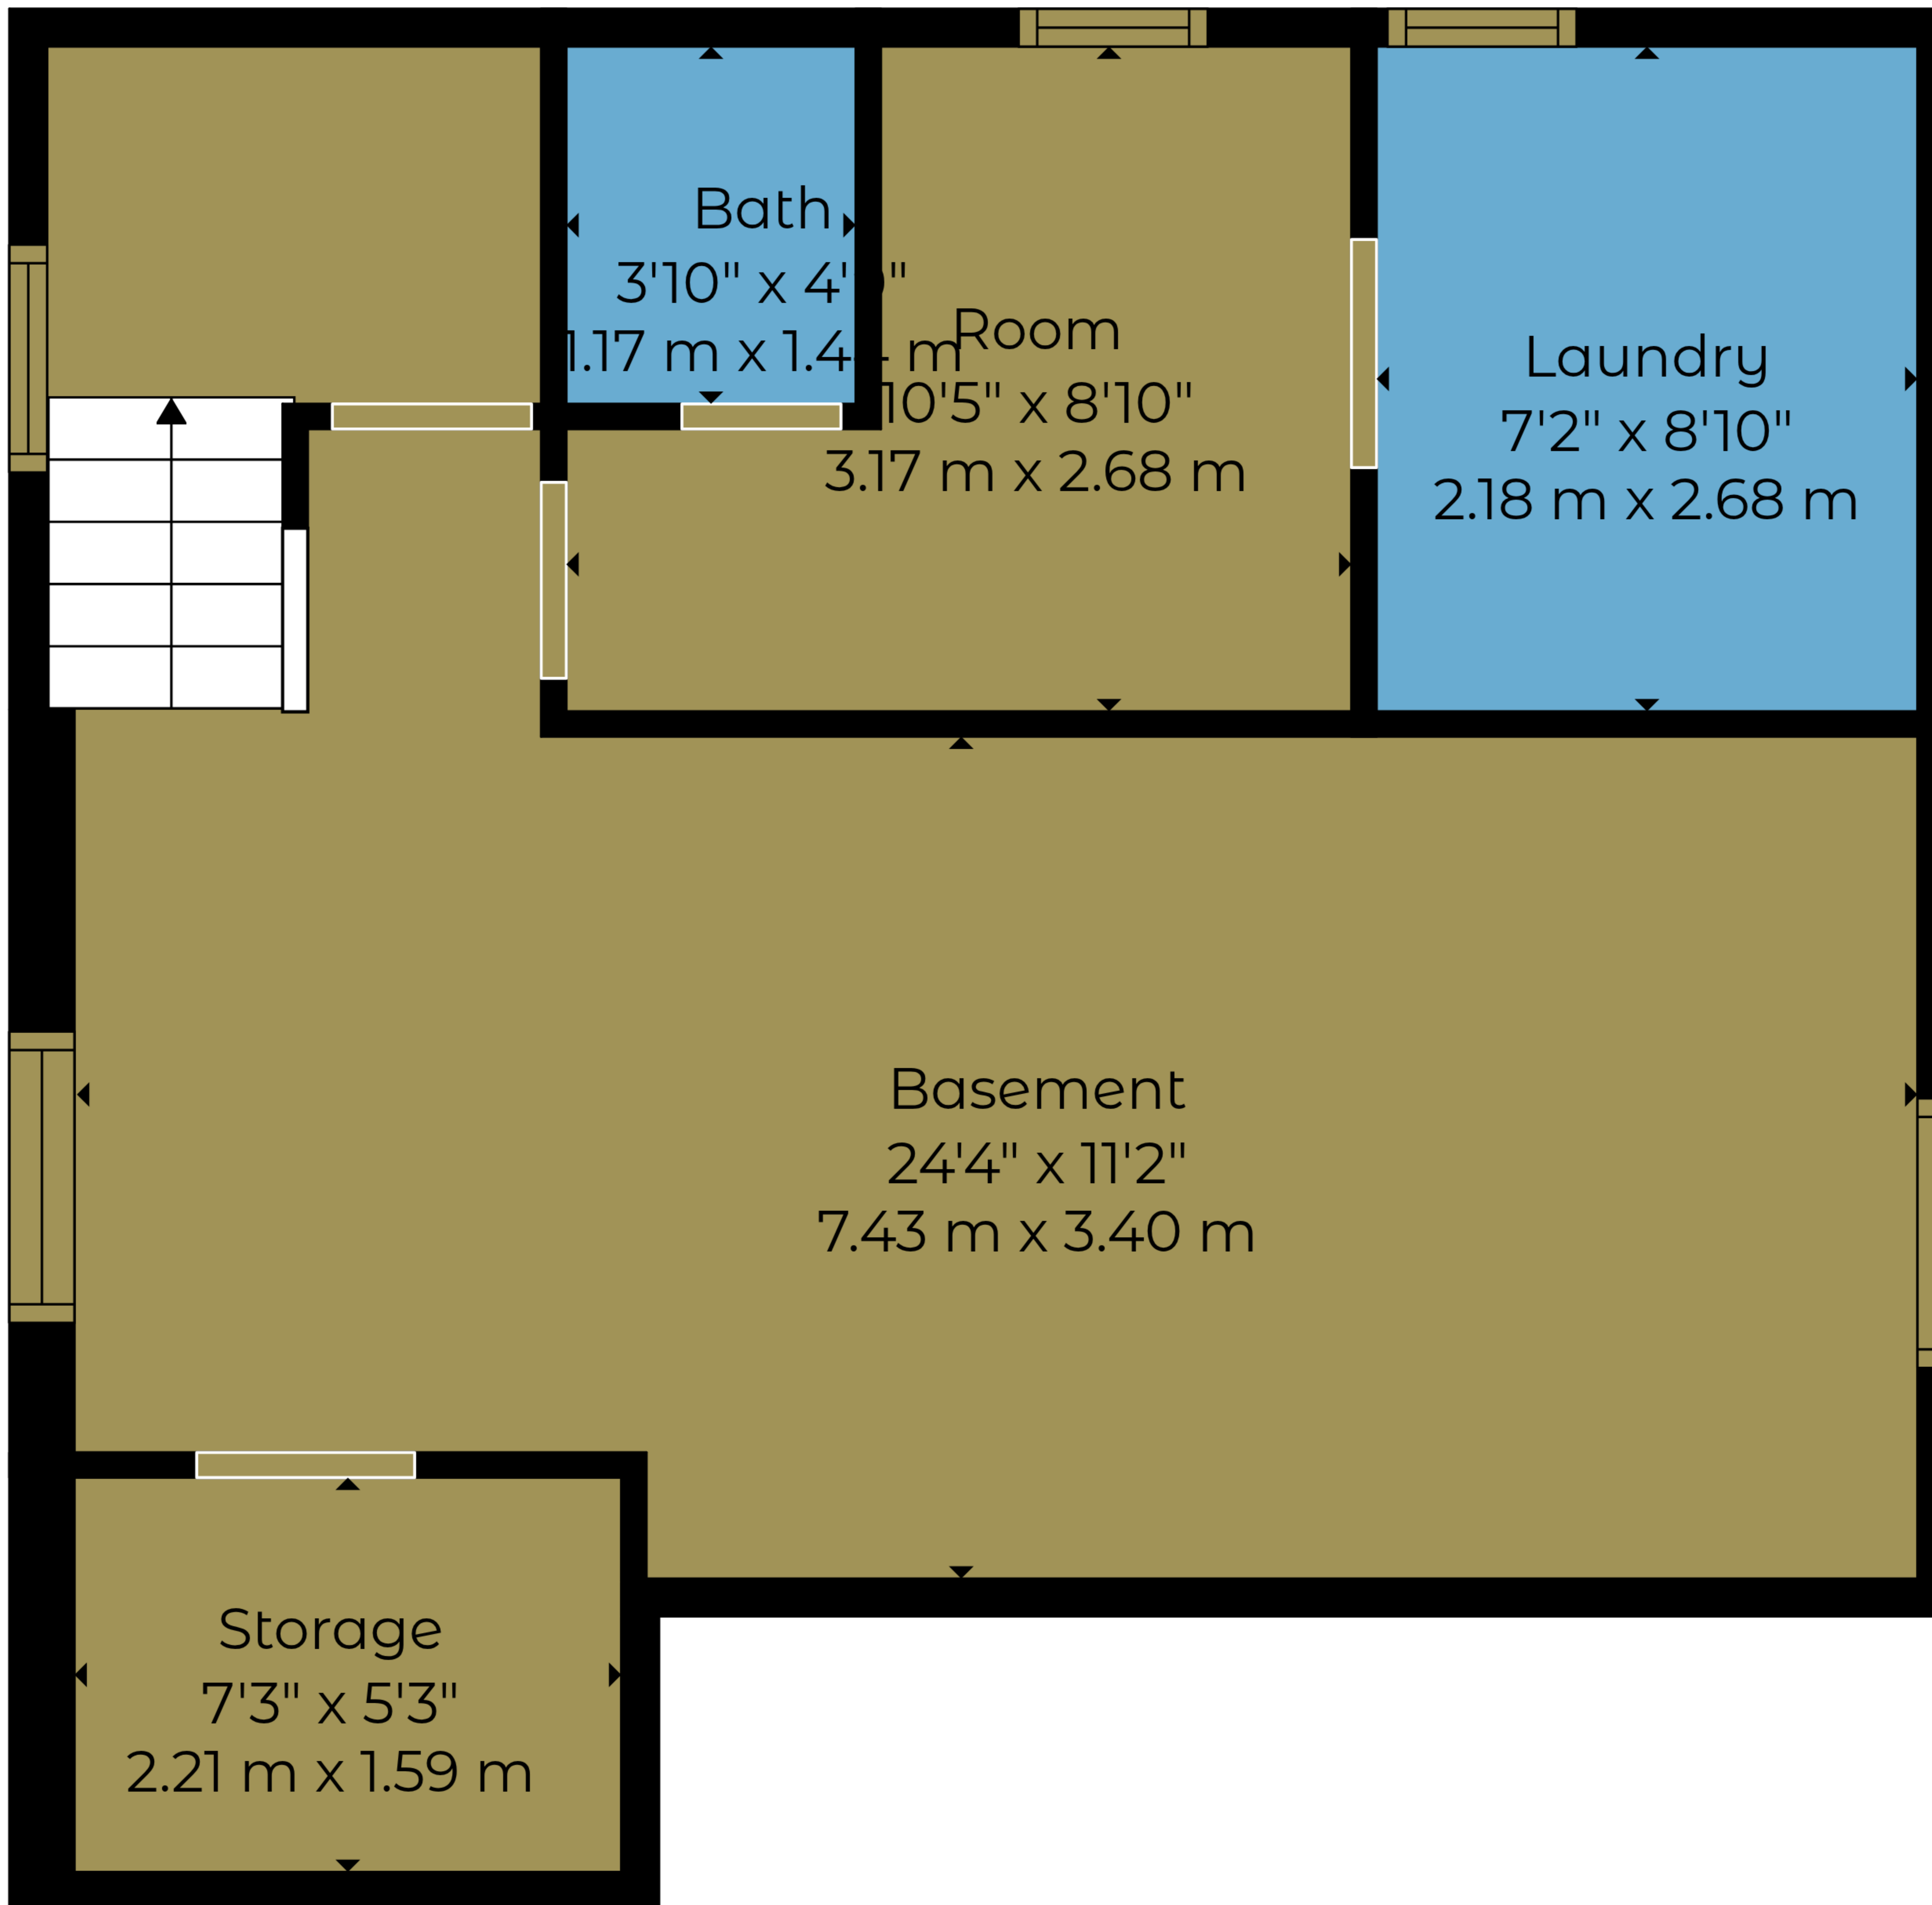 Bath
3'10" x 4'
1.17 m x 1.4 m
Room
10'5" x 8'10"
3.17 m x 2.68 m
Laundry
7'2" x 8'10"
2.18 m x 2.68 m
Basement
24'4" x 11'2"
7.43 m x 3.40 m
Storage
7'3" x 5'3"
2.21 m x 1.59 m